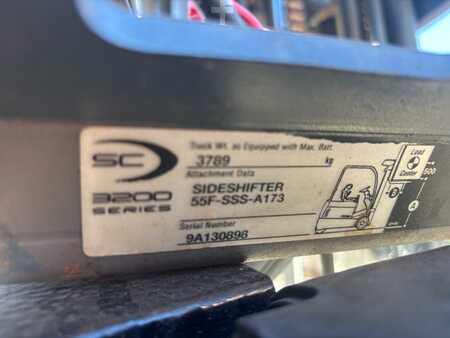 SC
3200
SERIES
Truck Wt. as Equipped with Max. Batt.
3789 kg
Attachment Data
SIDESHIFTER
55F-SSS-A173
Serial Number
9A130898
Load
Center
500